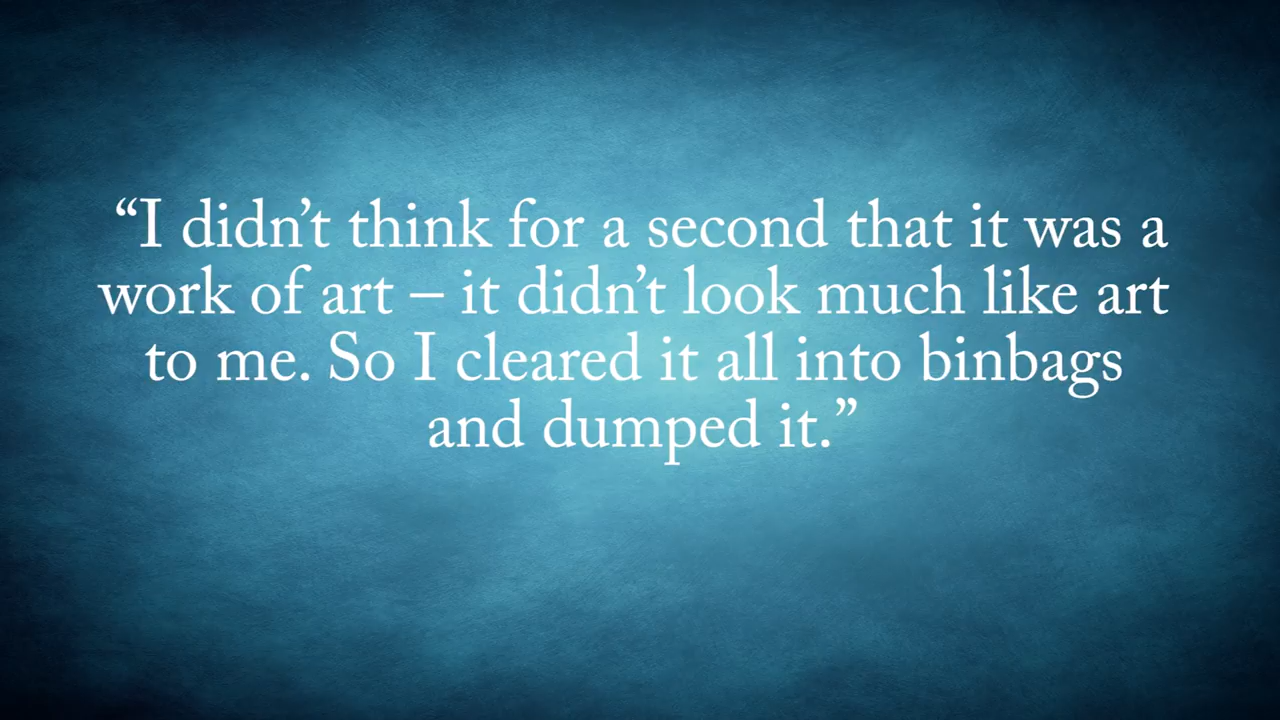 “I didn’t think for a second that it was a
work of art – it didn’t look much like art
to me. So I cleared it all into binbags
and dumped it.”